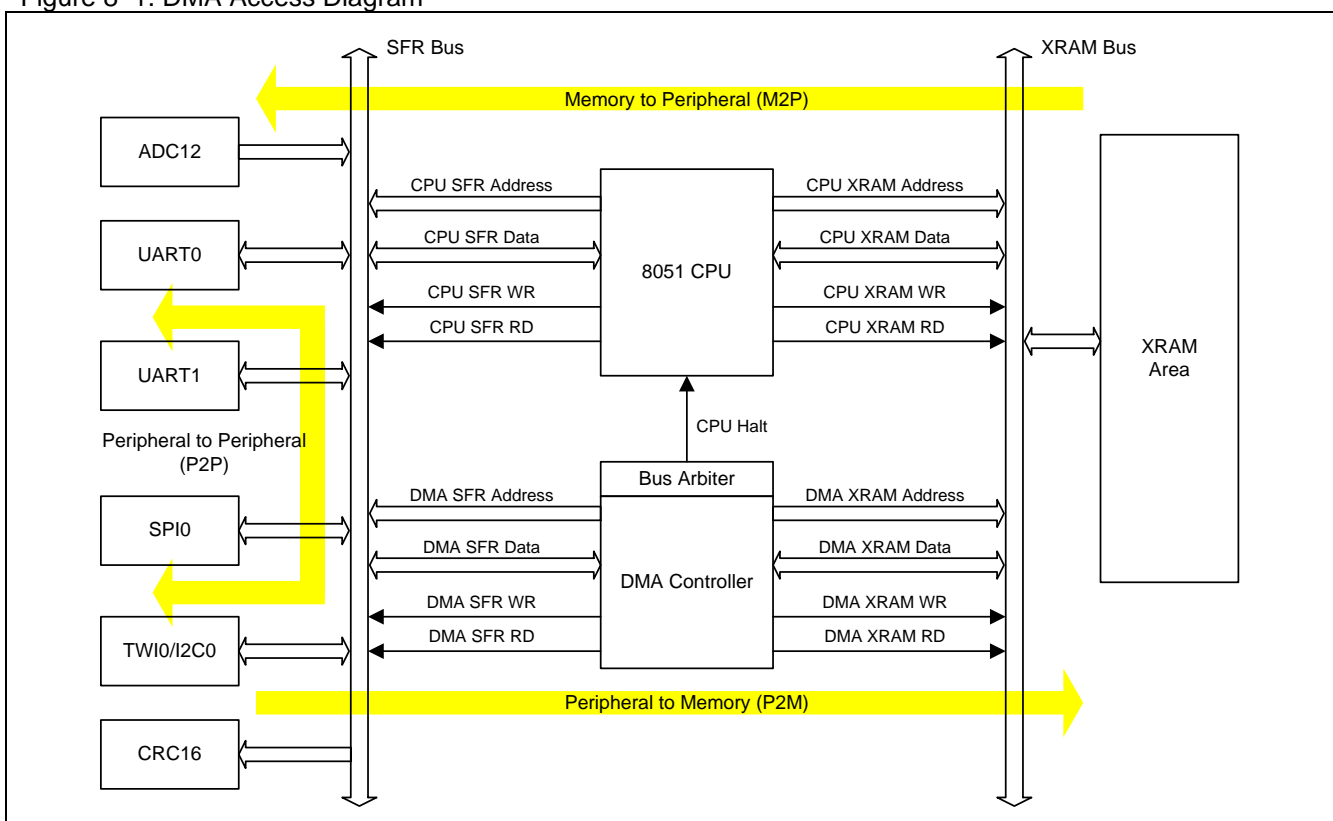 Figure 8-1. DMA Access Diagram
SFR Bus
XRAM Bus
Memory to Peripheral (M2P)
ADC12
CPU SFR Address
CPU XRAM Address
UART0
CPU SFR Data
8051 CPU
CPU XRAM Data
CPU SFR WR
CPU XRAM WR
CPU SFR RD
CPU XRAM RD
UART1
XRAM
Area
CPU Halt
Peripheral to Peripheral
(P2P)
Bus Arbiter
DMA SFR Address
DMA XRAM Address
SPI0
DMA SFR Data
DMA Controller
DMA XRAM Data
DMA SFR WR
DMA XRAM WR
DMA SFR RD
DMA XRAM RD
TWI0/I2C0
Peripheral to Memory (P2M)
CRC16